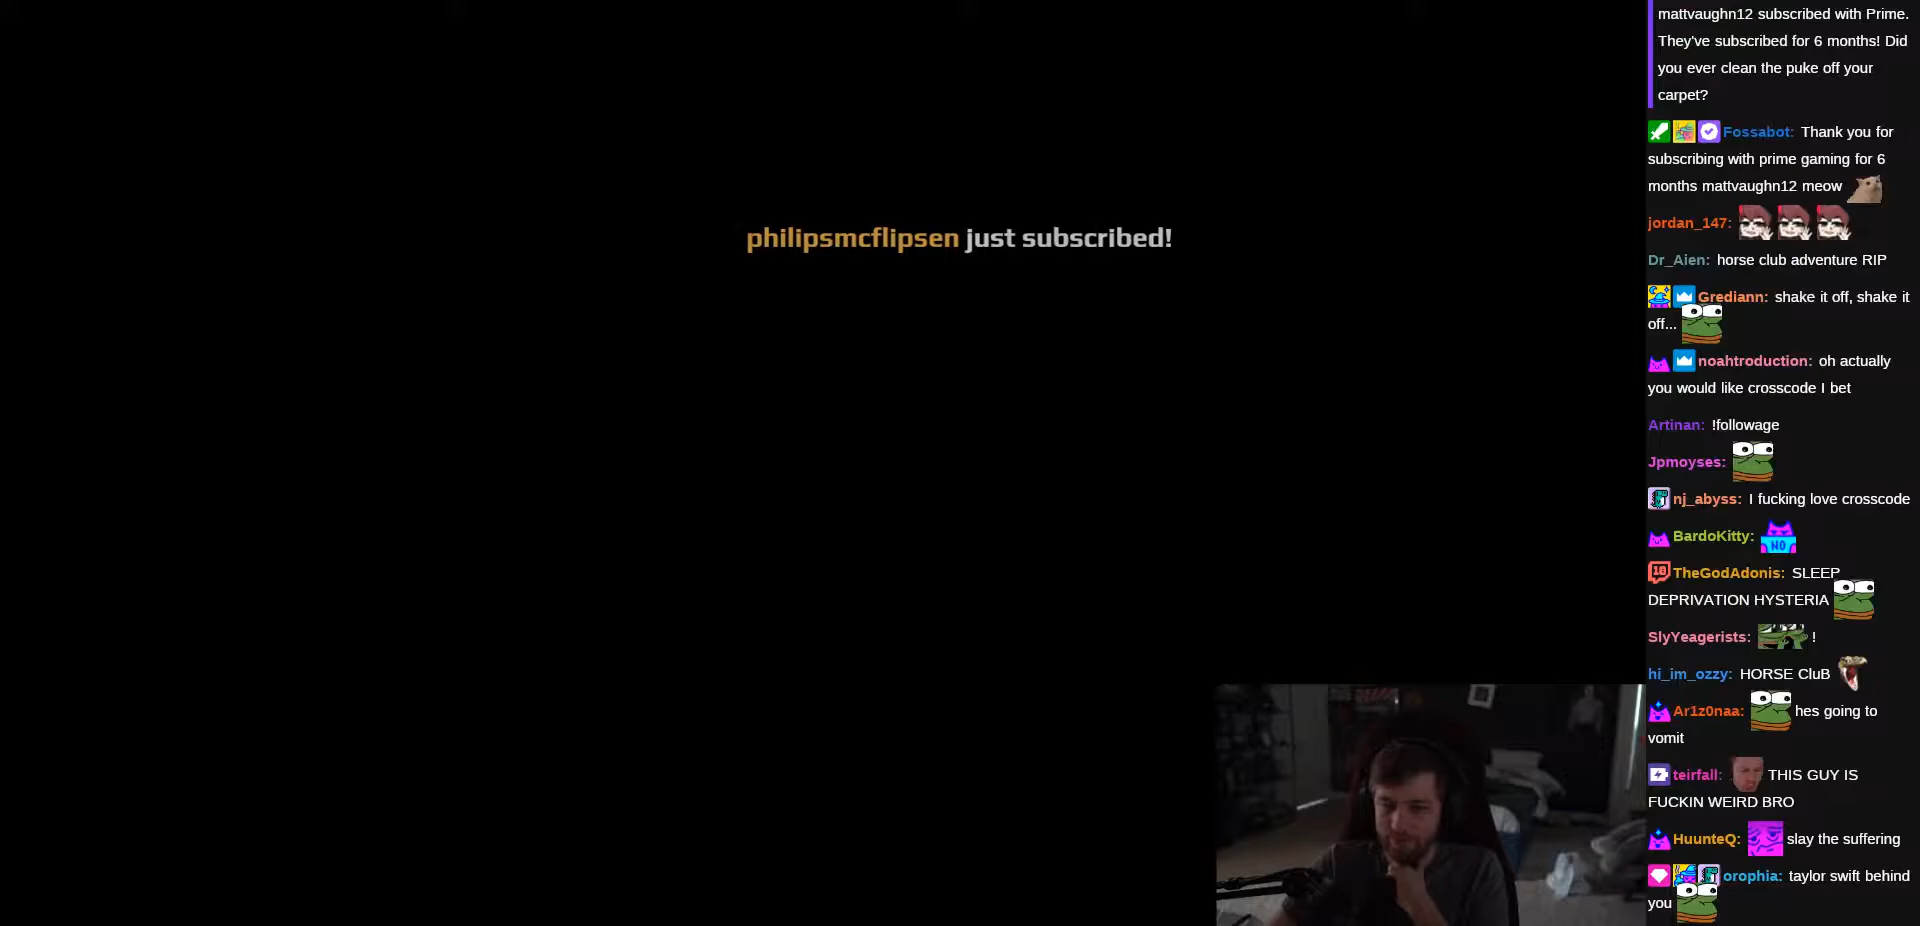 philipsmcflipsen just subscribed!
mattvaughn12 subscribed with Prime.
They've subscribed for 6 months! Did
you ever clean the puke off your
carpet?
Fossabot: Thank you for
subscribing with prime gaming for 6
months mattvaughn12 meow
jordan_147:
Dr_Aien: horse club adventure RIP
Grediann: shake it off, shake it
off...
noahtroduction: oh actually
you would like crosscode I bet
Artinan: !followage
Jpmoyses:
nj_abyss: I fucking love crosscode
BardoKitty: NO
18 TheGodAdonis: SLEEP
DEPRIVATION HYSTERIA
SlyYeagerists: !
hi_im_ozzy: HORSE CluB
Ar1z0naa: hes going to
vomit
teirfall: THIS GUY IS
FUCKIN WEIRD BRO
HuunteQ: slay the suffering
orophia: taylor swift behind
you